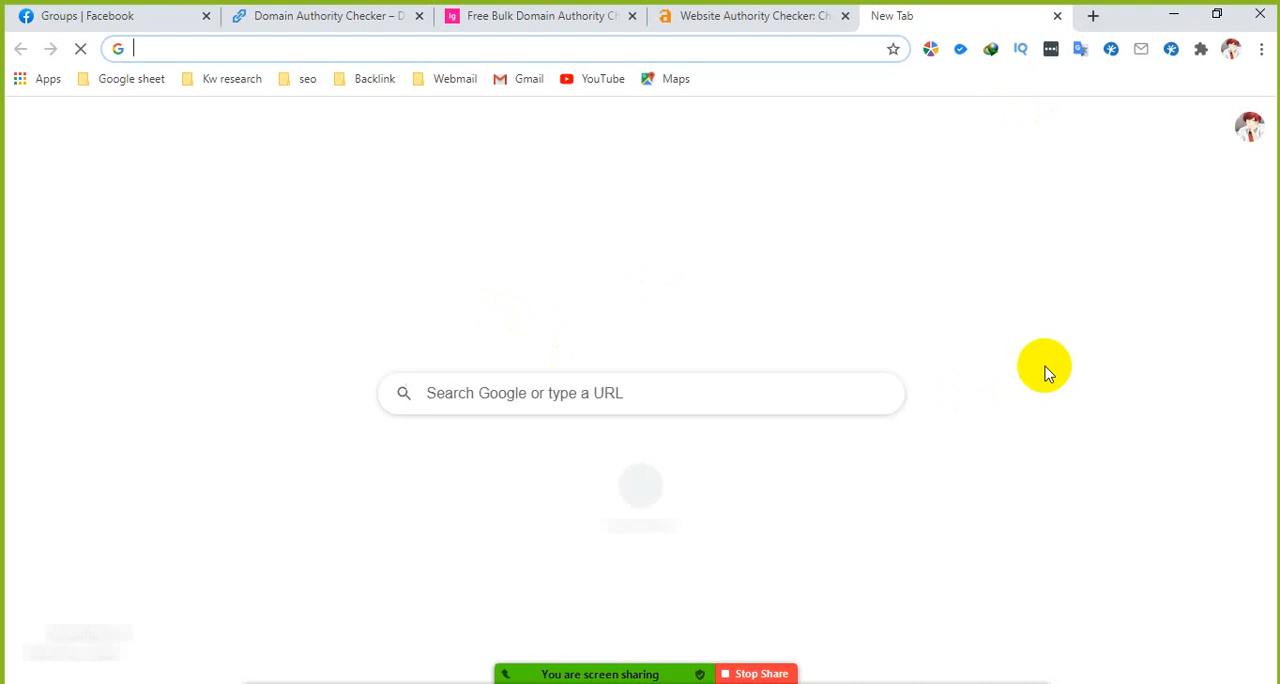 Groups | Facebook
Domain Authority Checker – D
Free Bulk Domain Authority Ch
Website Authority Checker: Ch
New Tab
Apps
Google sheet
Kw research
seo
Backlink
Webmail
Gmail
YouTube
Maps
Search Google or type a URL
You are screen sharing
Stop Share